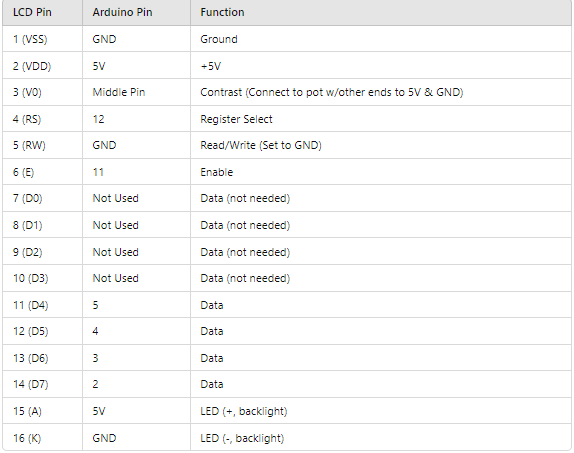 LCD Pin Arduino Pin Function
1 (VSS) GND Ground
2 (VDD) 5V +5V
3 (V0) Middle Pin Contrast (Connect to pot w/other ends to 5V & GND)
4 (RS) 12 Register Select
5 (RW) GND Read/Write (Set to GND)
6 (E) 11 Enable
7 (D0) Not Used Data (not needed)
8 (D1) Not Used Data (not needed)
9 (D2) Not Used Data (not needed)
10 (D3) Not Used Data (not needed)
11 (D4) 5 Data
12 (D5) 4 Data
13 (D6) 3 Data
14 (D7) 2 Data
15 (A) 5V LED (+, backlight)
16 (K) GND LED (-, backlight)